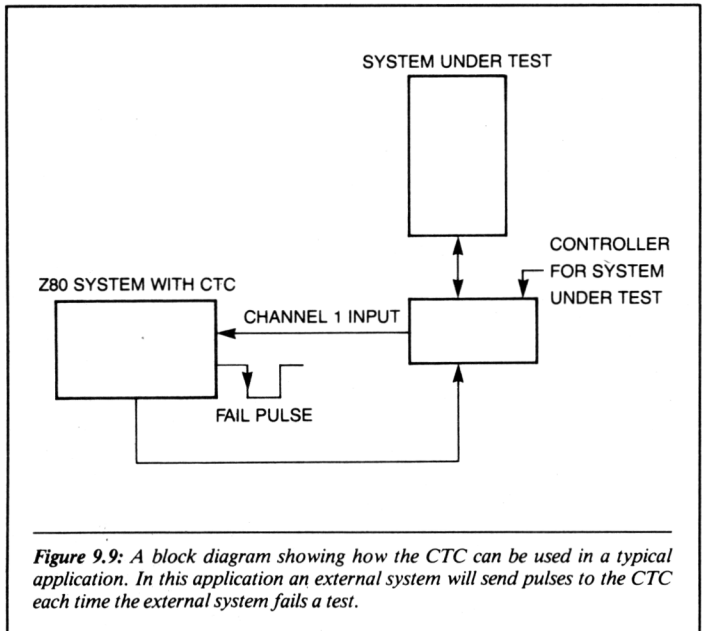 SYSTEM UNDER TEST
CONTROLLER
FOR SYSTEM
UNDER TEST
Z80 SYSTEM WITH CTC
CHANNEL 1 INPUT
FAIL PULSE
Figure 9.9: A block diagram showing how the CTC can be used in a typical
application. In this application an external system will send pulses to the CTC
each time the external system fails a test.